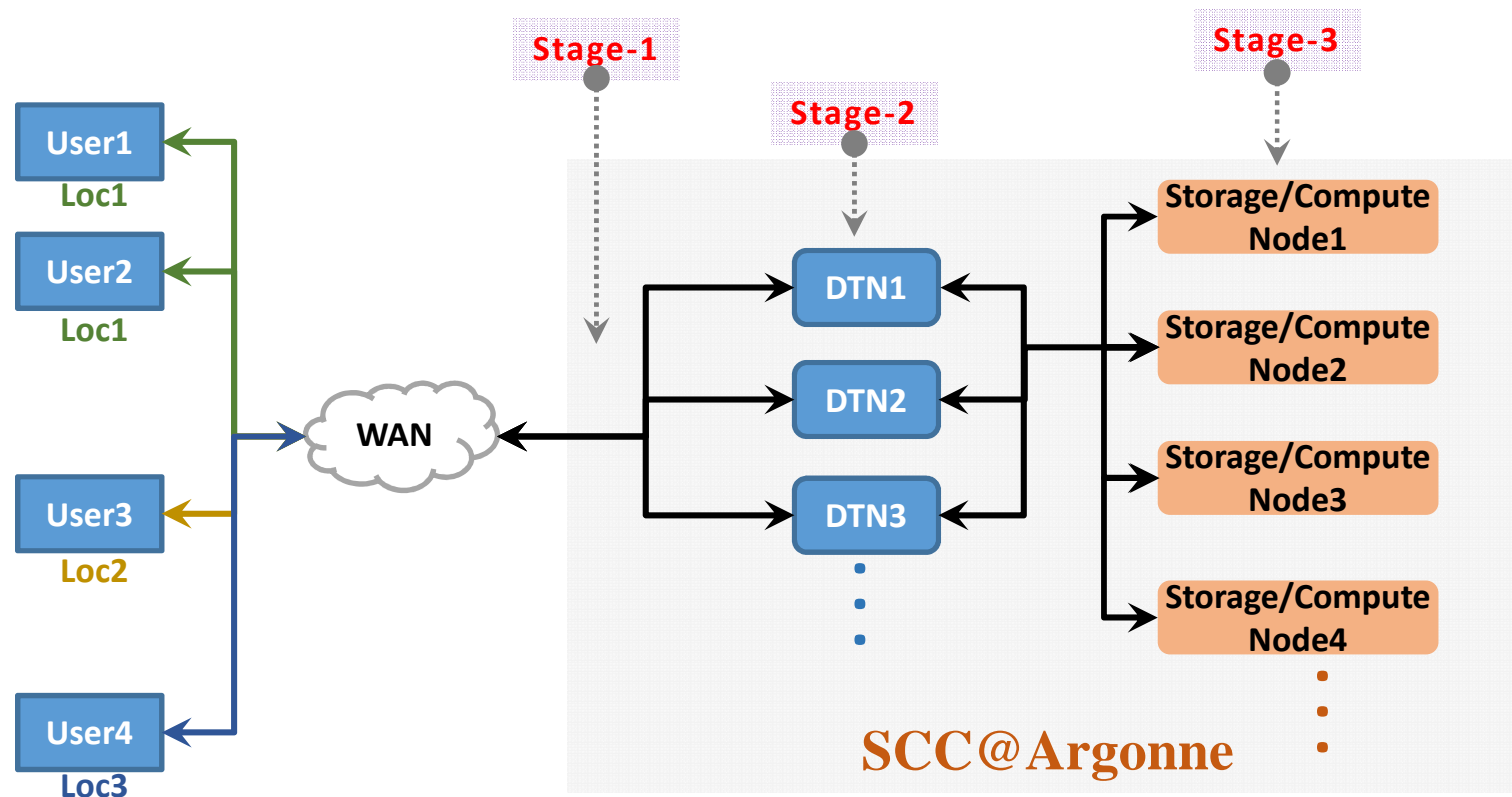 Stage-1
Stage-2
Stage-3
User1
Loc1
User2
Loc1
User3
Loc2
User4
Loc3
WAN
DTN1
DTN2
DTN3
Storage/Compute
Node1
Storage/Compute
Node2
Storage/Compute
Node3
Storage/Compute
Node4
SCC@Argonne